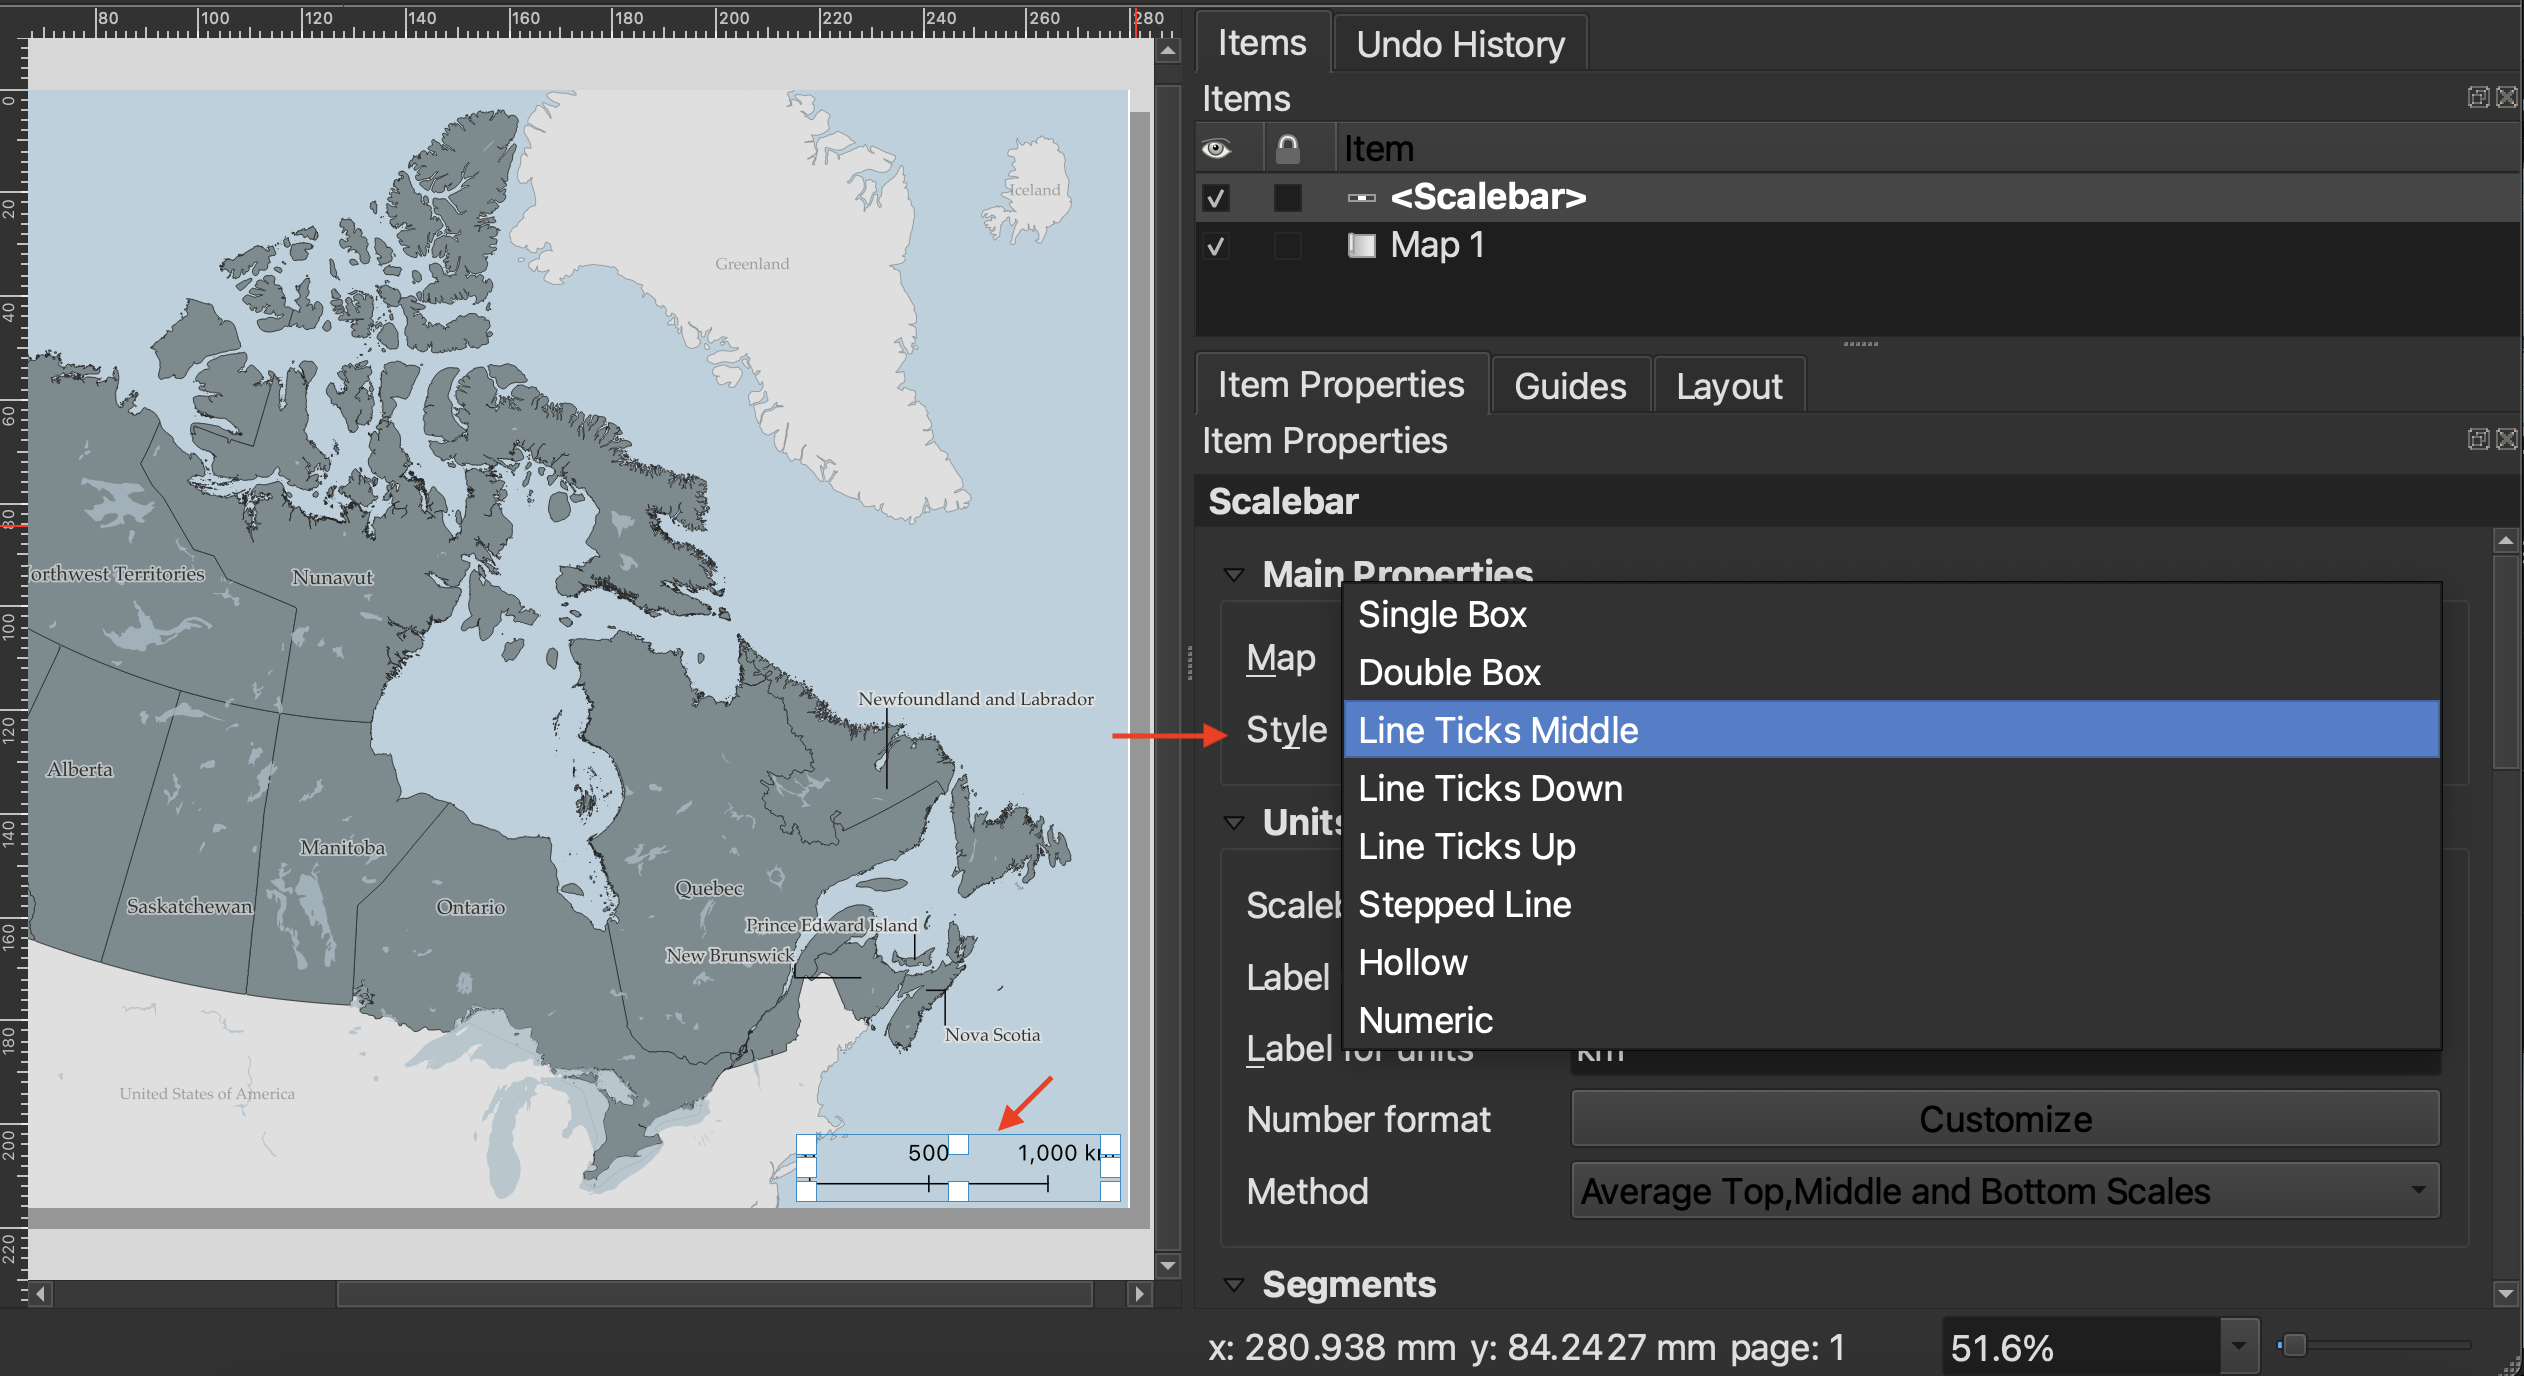 80 100 120 140 160 180 200 220 240 260 280
0
20
40
60
80
100
120
140
160
180
200
220
Iceland
Greenland
orthwest Territories
Nunavut
Newfoundland and Labrador
Alberta
Manitoba
Saskatchewan
Ontario
Quebec
Prince Edward Island
New Brunswick
Nova Scotia
United States of America
500 1,000 k
Items Undo History
Items
Item
<Scalebar>
Map 1
Item Properties Guides Layout
Item Properties
Scalebar
Main Properties
Map
Style
Single Box
Double Box
Line Ticks Middle
Line Ticks Down
Line Ticks Up
Stepped Line
Hollow
Numeric
Units
Scaleb
Label
Label for units km
Number format Customize
Method Average Top,Middle and Bottom Scales
Segments
x: 280.938 mm y: 84.2427 mm page: 1 51.6%